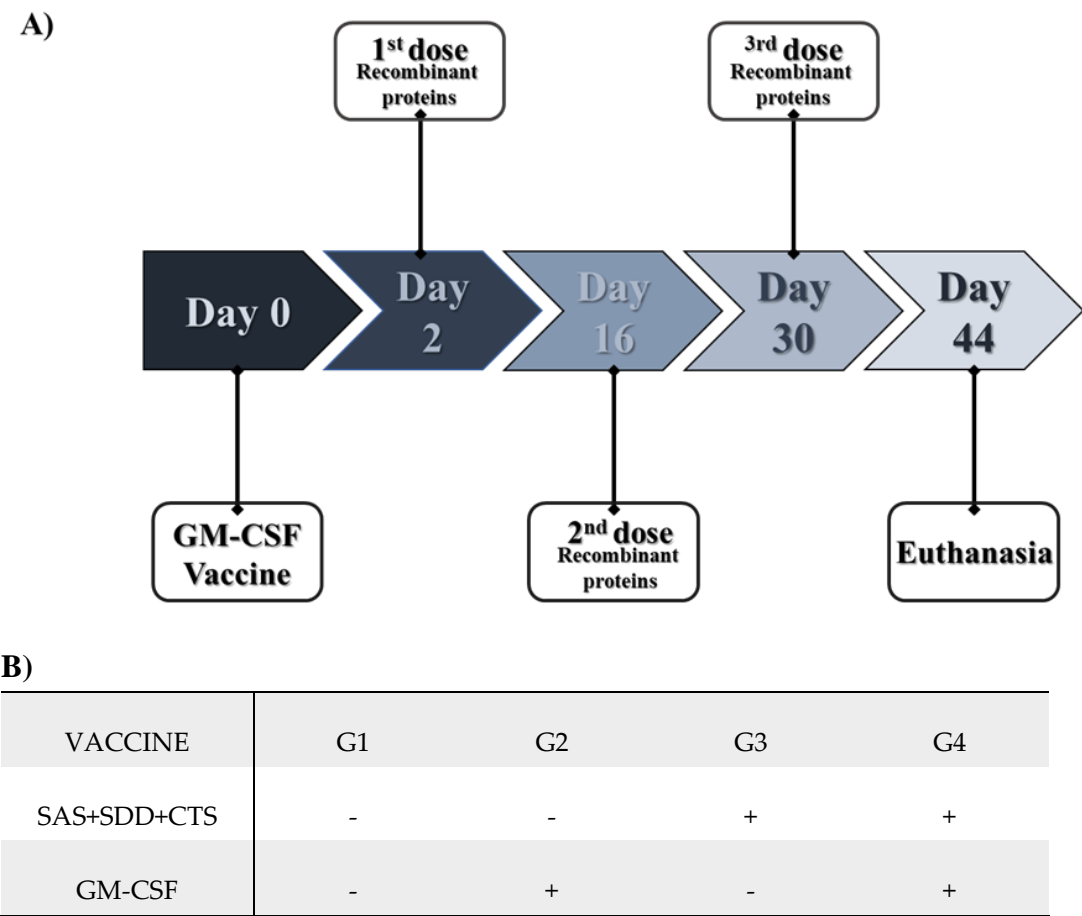 A)
1st dose
Recombinant
proteins
3rd dose
Recombinant
proteins
Day 0
Day
2
Day
16
Day
30
Day
44
GM-CSF
Vaccine
2nd dose
Recombinant
proteins
Euthanasia
B)
VACCINE G1 G2 G3 G4
SAS+SDD+CTS - - + +
GM-CSF - + - +